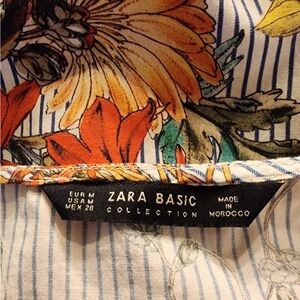 EUR M
USA M
MEX 28
ZARA BASIC
COLLECTION
MADE
IN
MOROCCO